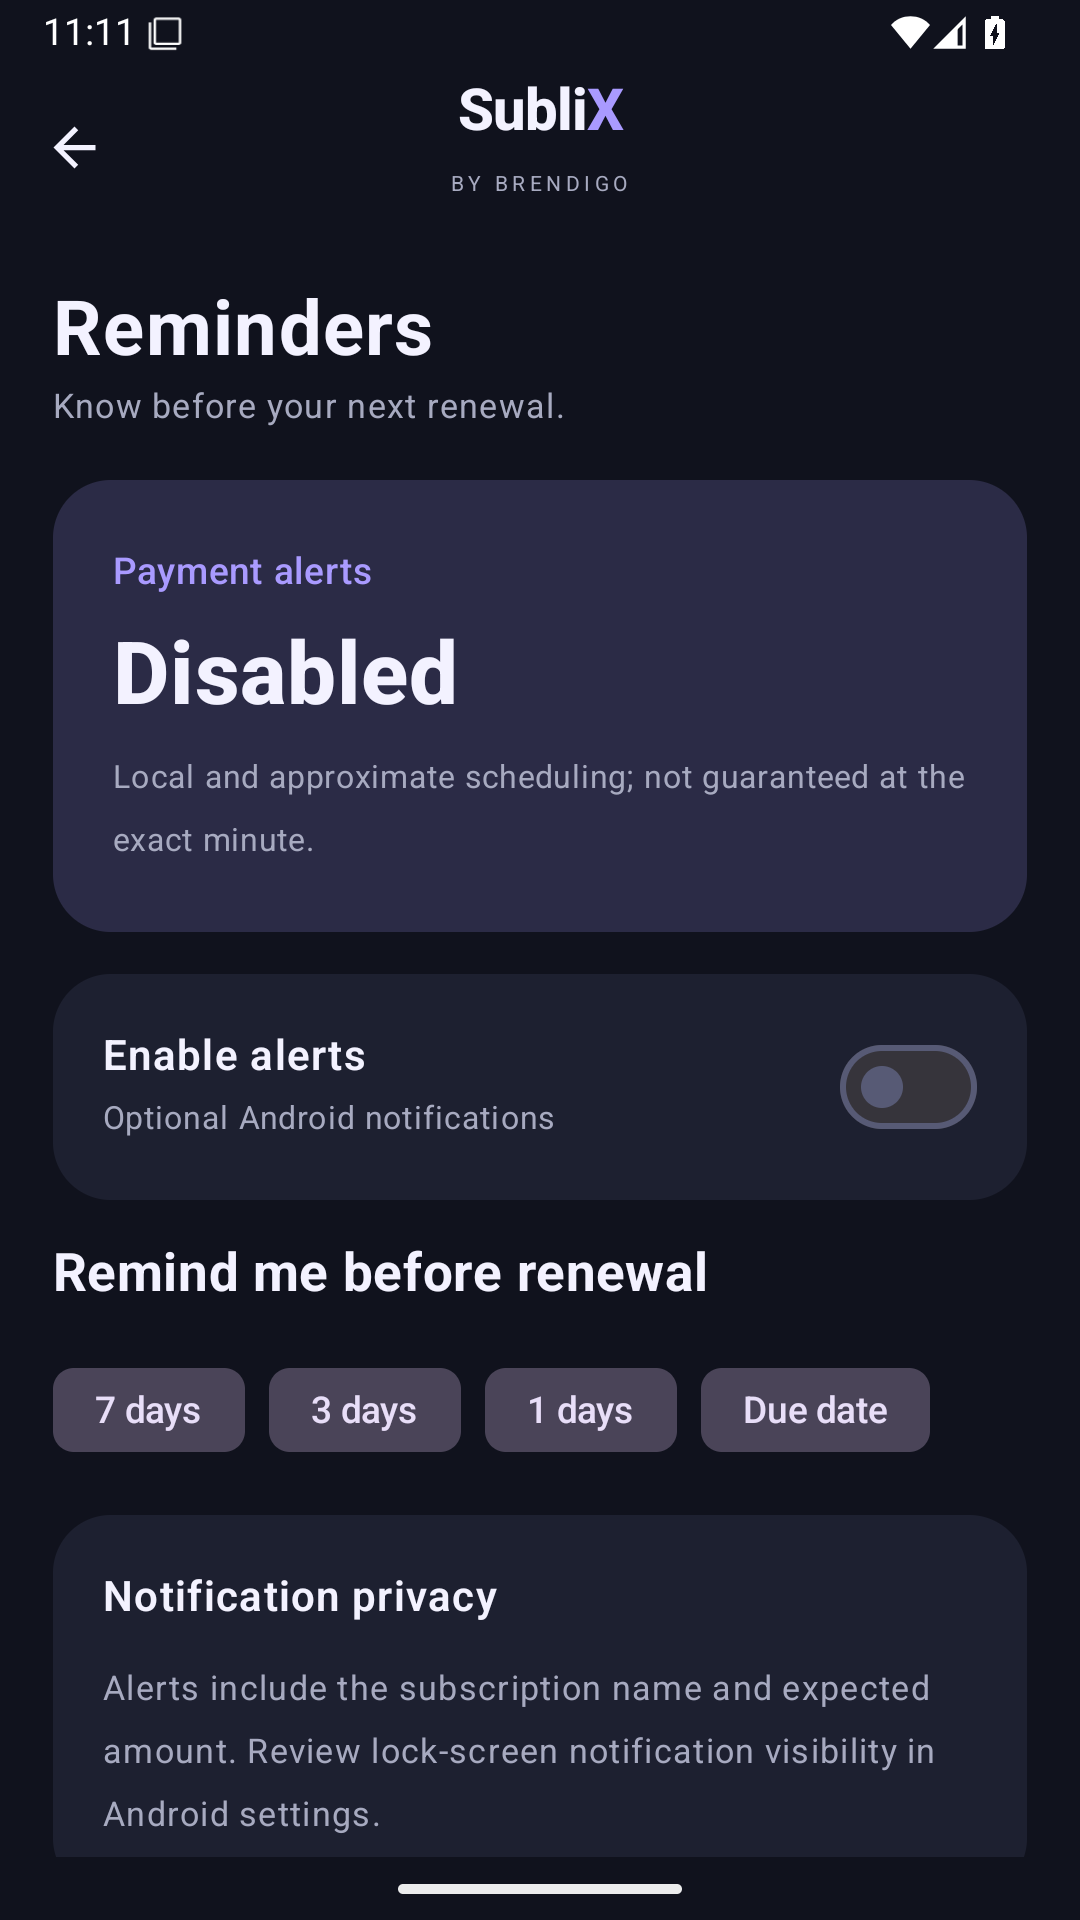 11:11
SubliX
BY BRENDIGO
Reminders
Know before your next renewal.
Payment alerts
Disabled
Local and approximate scheduling; not guaranteed at the
exact minute.
Enable alerts
Optional Android notifications
Remind me before renewal
7 days 3 days 1 days Due date
Notification privacy
Alerts include the subscription name and expected
amount. Review lock-screen notification visibility in
Android settings.